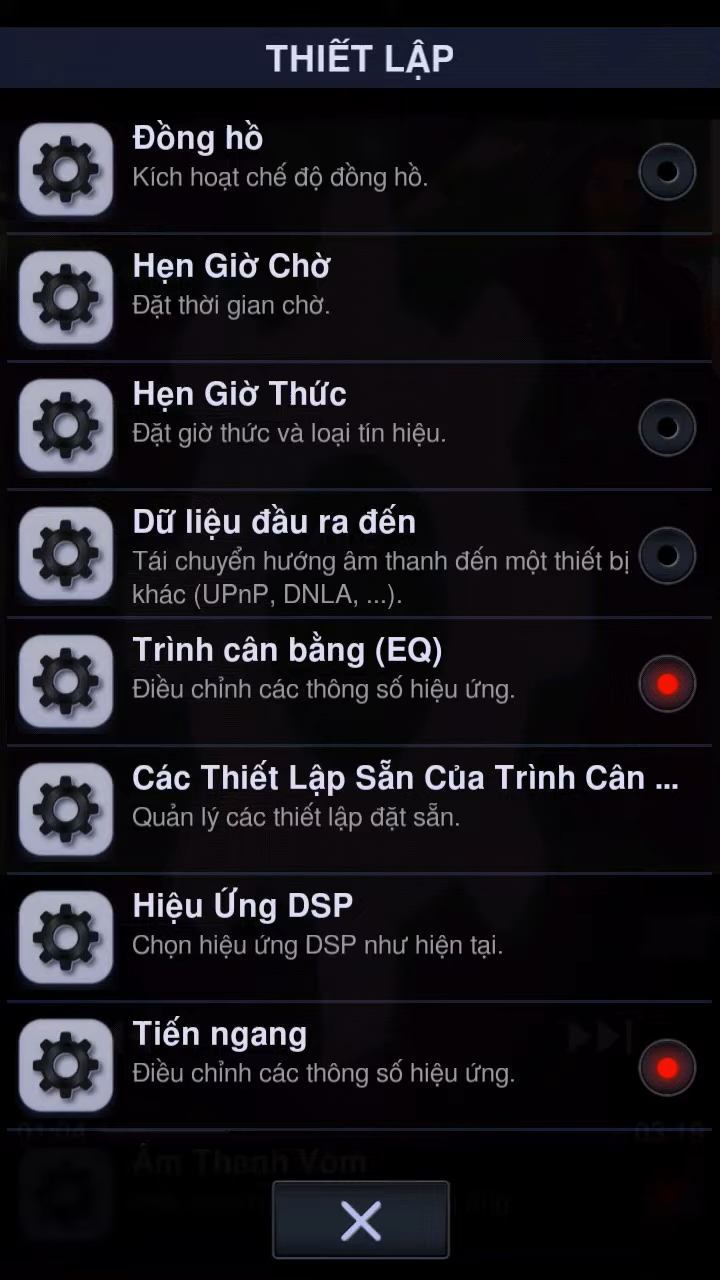 THIẾT LẬP
Đồng hồ
Kích hoạt chế độ đồng hồ.
Hẹn Giờ Chờ
Đặt thời gian chờ.
Hẹn Giờ Thức
Đặt giờ thức và loại tín hiệu.
Dữ liệu đầu ra đến
Tái chuyển hướng âm thanh đến một thiết bị
khác (UPnP, DNLA, ...).
Trình cân bằng (EQ)
Điều chỉnh các thông số hiệu ứng.
Các Thiết Lập Sẵn Của Trình Cân ...
Quản lý các thiết lập đặt sẵn.
Hiệu Ứng DSP
Chọn hiệu ứng DSP như hiện tại.
Tiến ngang
Điều chỉnh các thông số hiệu ứng.
Âm Thanh Vòm